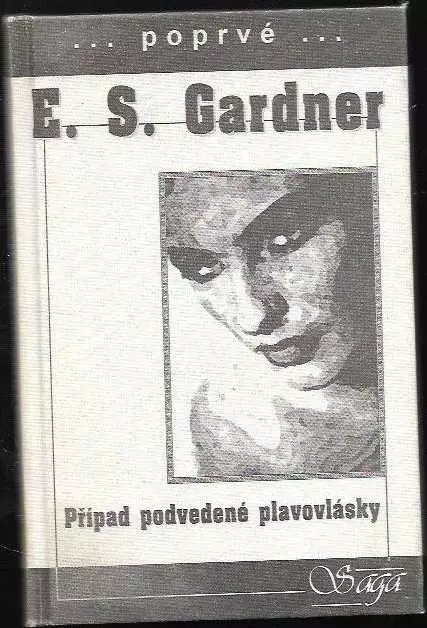 ... poprvé ...
E. S. Gardner
Případ podvedené plavovlásky
Saga